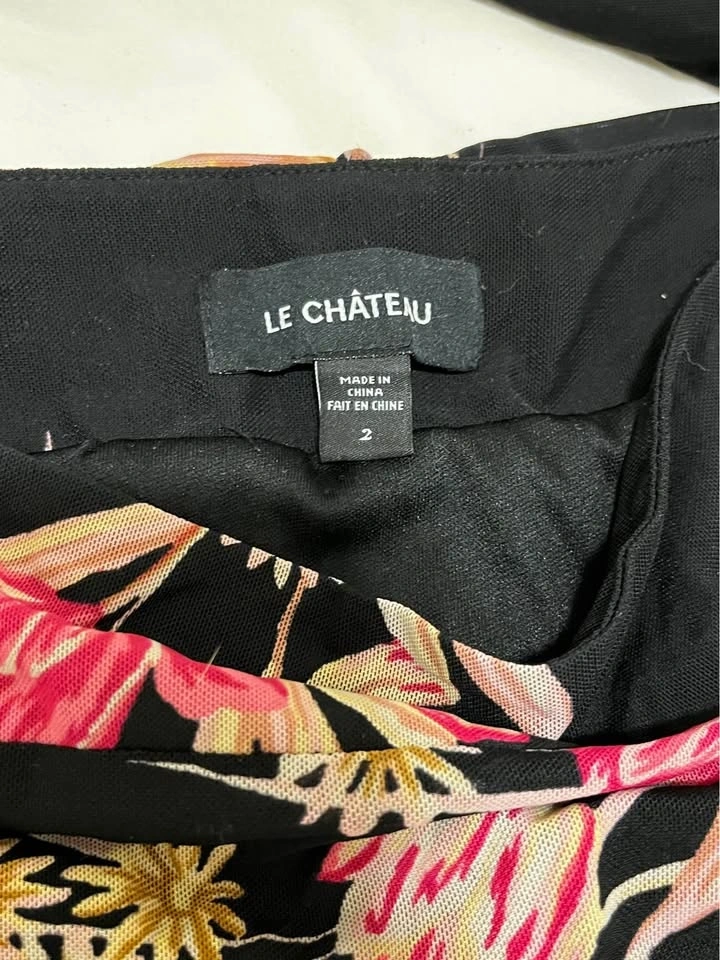 LE CHÂTEAU
MADE IN
CHINA
FAIT EN CHINE
2